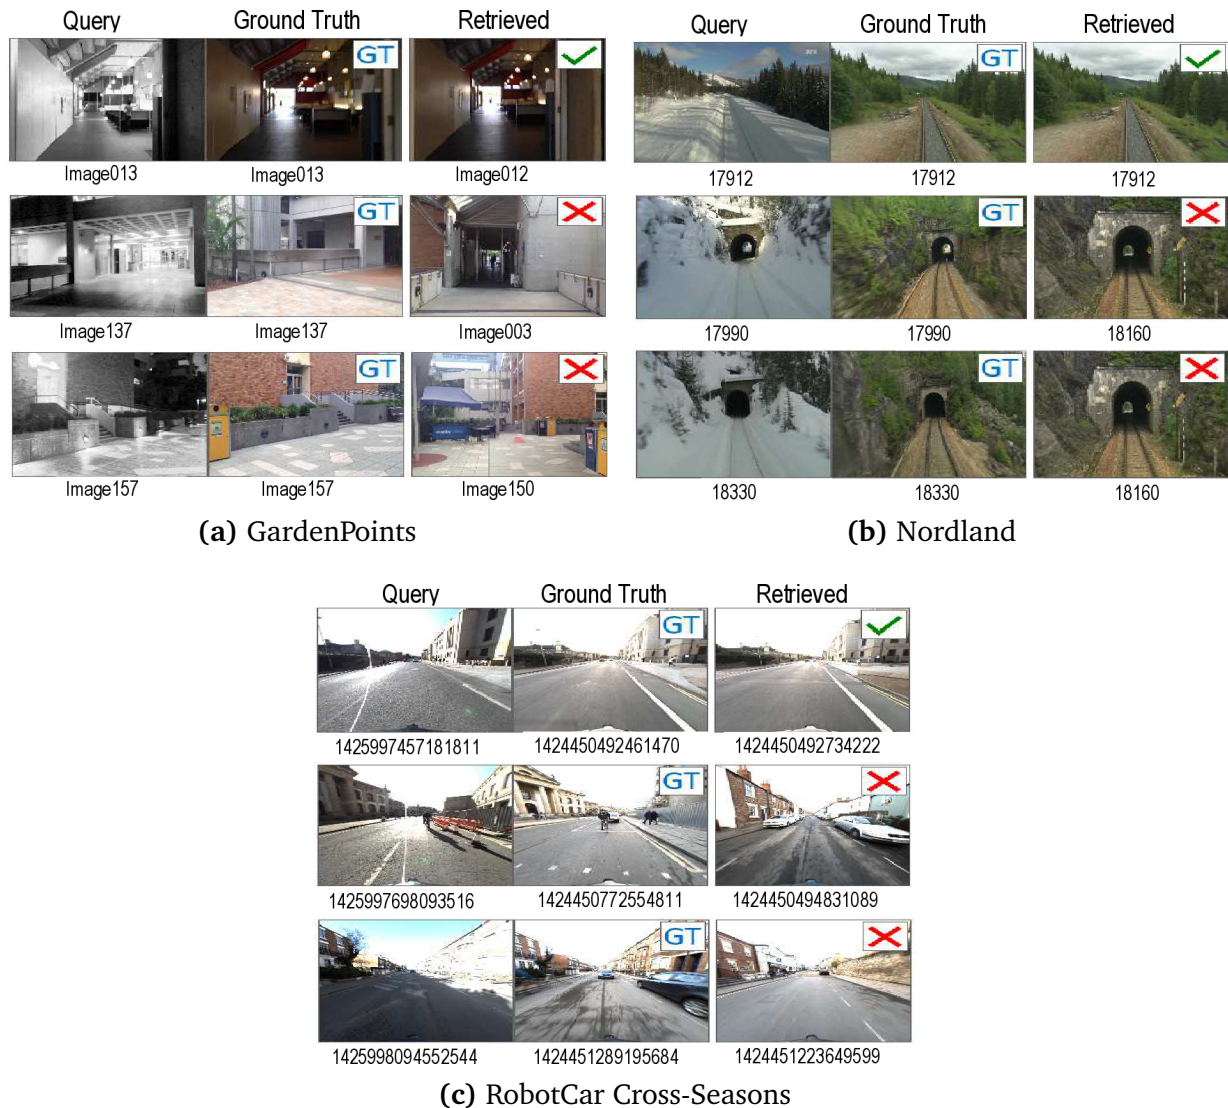 Query Ground Truth Retrieved
GT
Image013 Image013 Image012
GT
Image137 Image137 Image003
GT
Image157 Image157 Image150
(a) GardenPoints
Query Ground Truth Retrieved
GT
17912 17912 17912
GT
17990 17990 18160
GT
18330 18330 18160
(b) Nordland
Query Ground Truth Retrieved
GT
1425997457181811 1424450492461470 1424450492734222
GT
1425997698093516 1424450772554811 1424450494831089
GT
1425998094552544 1424451289195684 1424451223649599
(c) RobotCar Cross-Seasons